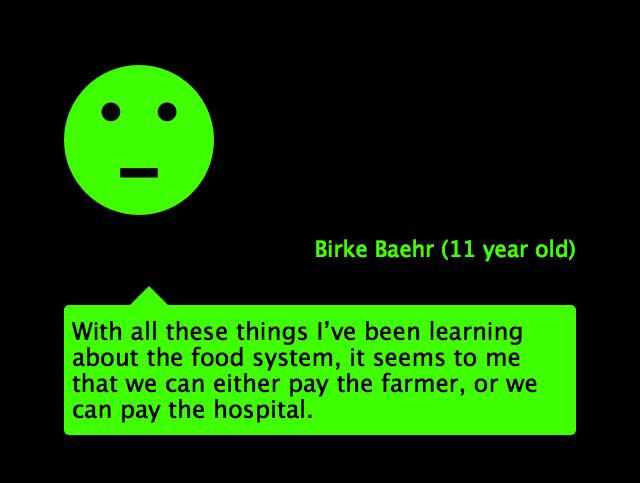 Birke Baehr (11 year old)
With all these things I’ve been learning
about the food system, it seems to me
that we can either pay the farmer, or we
can pay the hospital.